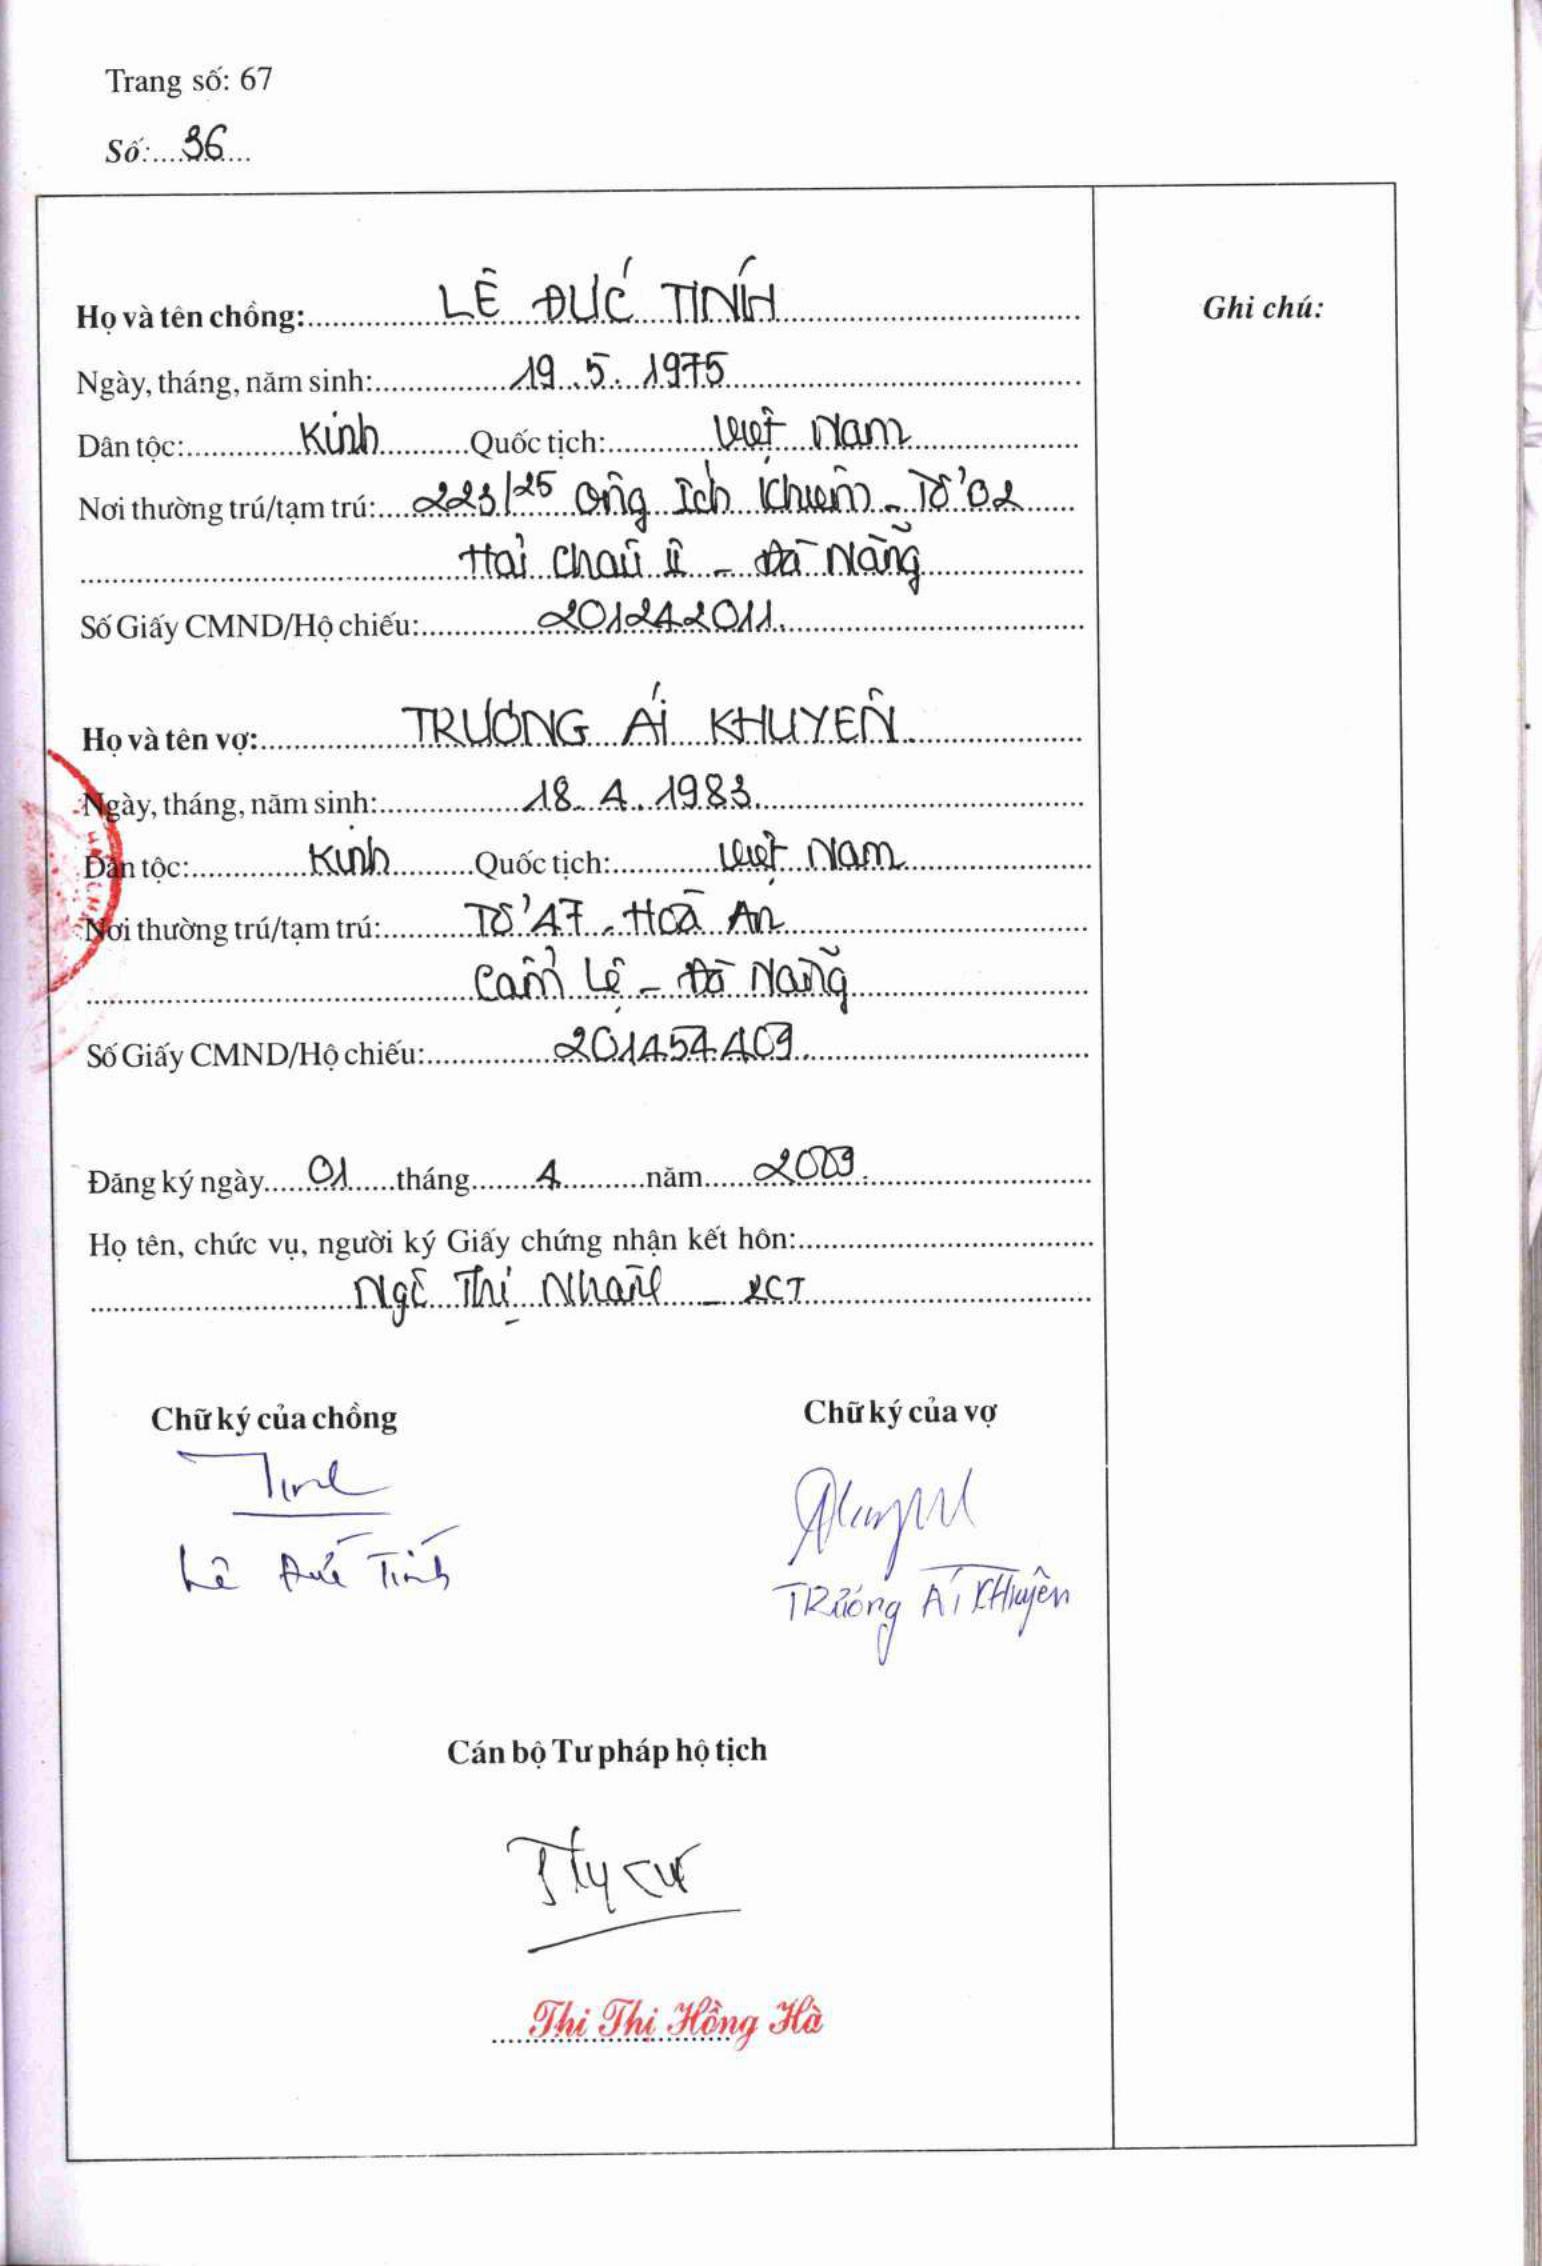 Trang số: 67
Số: 36
Họ và tên chồng: LÊ ĐỨC TÍNH
Ghi chú:
Ngày, tháng, năm sinh: 19.5.1975
Dân tộc: Kinh Quốc tịch: Việt Nam
Nơi thường trú/tạm trú: 223/25 Ông Ích Khiêm - Tổ 02
Hải Châu II - Đà Nẵng
Số Giấy CMND/Hộ chiếu: 201242011
Họ và tên vợ: TRƯƠNG ÁI KHUYÊN
Ngày, tháng, năm sinh: 18.4.1983
Dân tộc: Kinh Quốc tịch: Việt Nam
Nơi thường trú/tạm trú: Tổ 47 - Hoà An
Cẩm Lệ - Đà Nẵng
Số Giấy CMND/Hộ chiếu: 201454409
Đăng ký ngày 01 tháng 4 năm 2009
Họ tên, chức vụ, người ký Giấy chứng nhận kết hôn:
Ngô Thị - PCT
Chữ ký của chồng Chữ ký của vợ
Lê Đức Tính Trương Ái Khuyên
Cán bộ Tư pháp hộ tịch
Thi Thị Hồng Hà